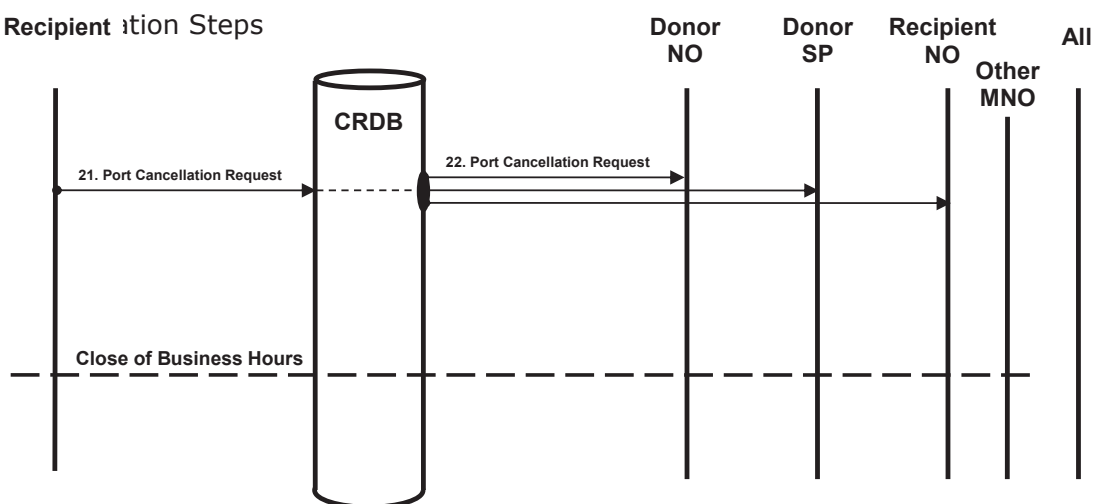 Recipient ation Steps
Donor
NO
Donor
SP
Recipient
NO
Other
MNO
All
CRDB
21. Port Cancellation Request
22. Port Cancellation Request
Close of Business Hours